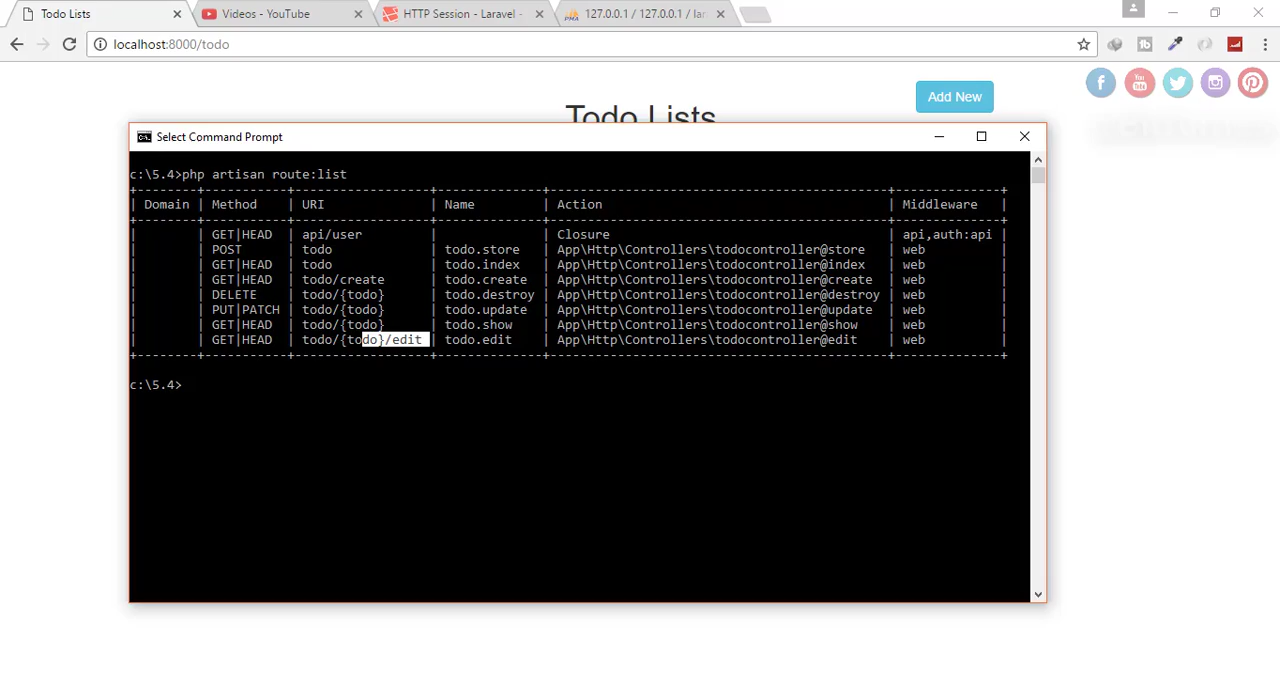 Todo Lists
Videos - YouTube
HTTP Session - Laravel -
127.0.0.1 / 127.0.0.1 / lar
localhost:8000/todo
Add New
Todo Lists
Select Command Prompt
c:\5.4>php artisan route:list
+--------+-----------+-----------------+--------------+----------------------------------------------+--------------+
| Domain | Method | URI | Name | Action | Middleware |
+--------+-----------+-----------------+--------------+----------------------------------------------+--------------+
| | GET|HEAD | api/user | | Closure | api,auth:api |
| | POST | todo | todo.store | App\Http\Controllers\todocontroller@store | web |
| | GET|HEAD | todo | todo.index | App\Http\Controllers\todocontroller@index | web |
| | GET|HEAD | todo/create | todo.create | App\Http\Controllers\todocontroller@create | web |
| | DELETE | todo/{todo} | todo.destroy | App\Http\Controllers\todocontroller@destroy | web |
| | PUT|PATCH | todo/{todo} | todo.update | App\Http\Controllers\todocontroller@update | web |
| | GET|HEAD | todo/{todo} | todo.show | App\Http\Controllers\todocontroller@show | web |
| | GET|HEAD | todo/{todo}/edit | todo.edit | App\Http\Controllers\todocontroller@edit | web |
+--------+-----------+-----------------+--------------+----------------------------------------------+--------------+
c:\5.4>